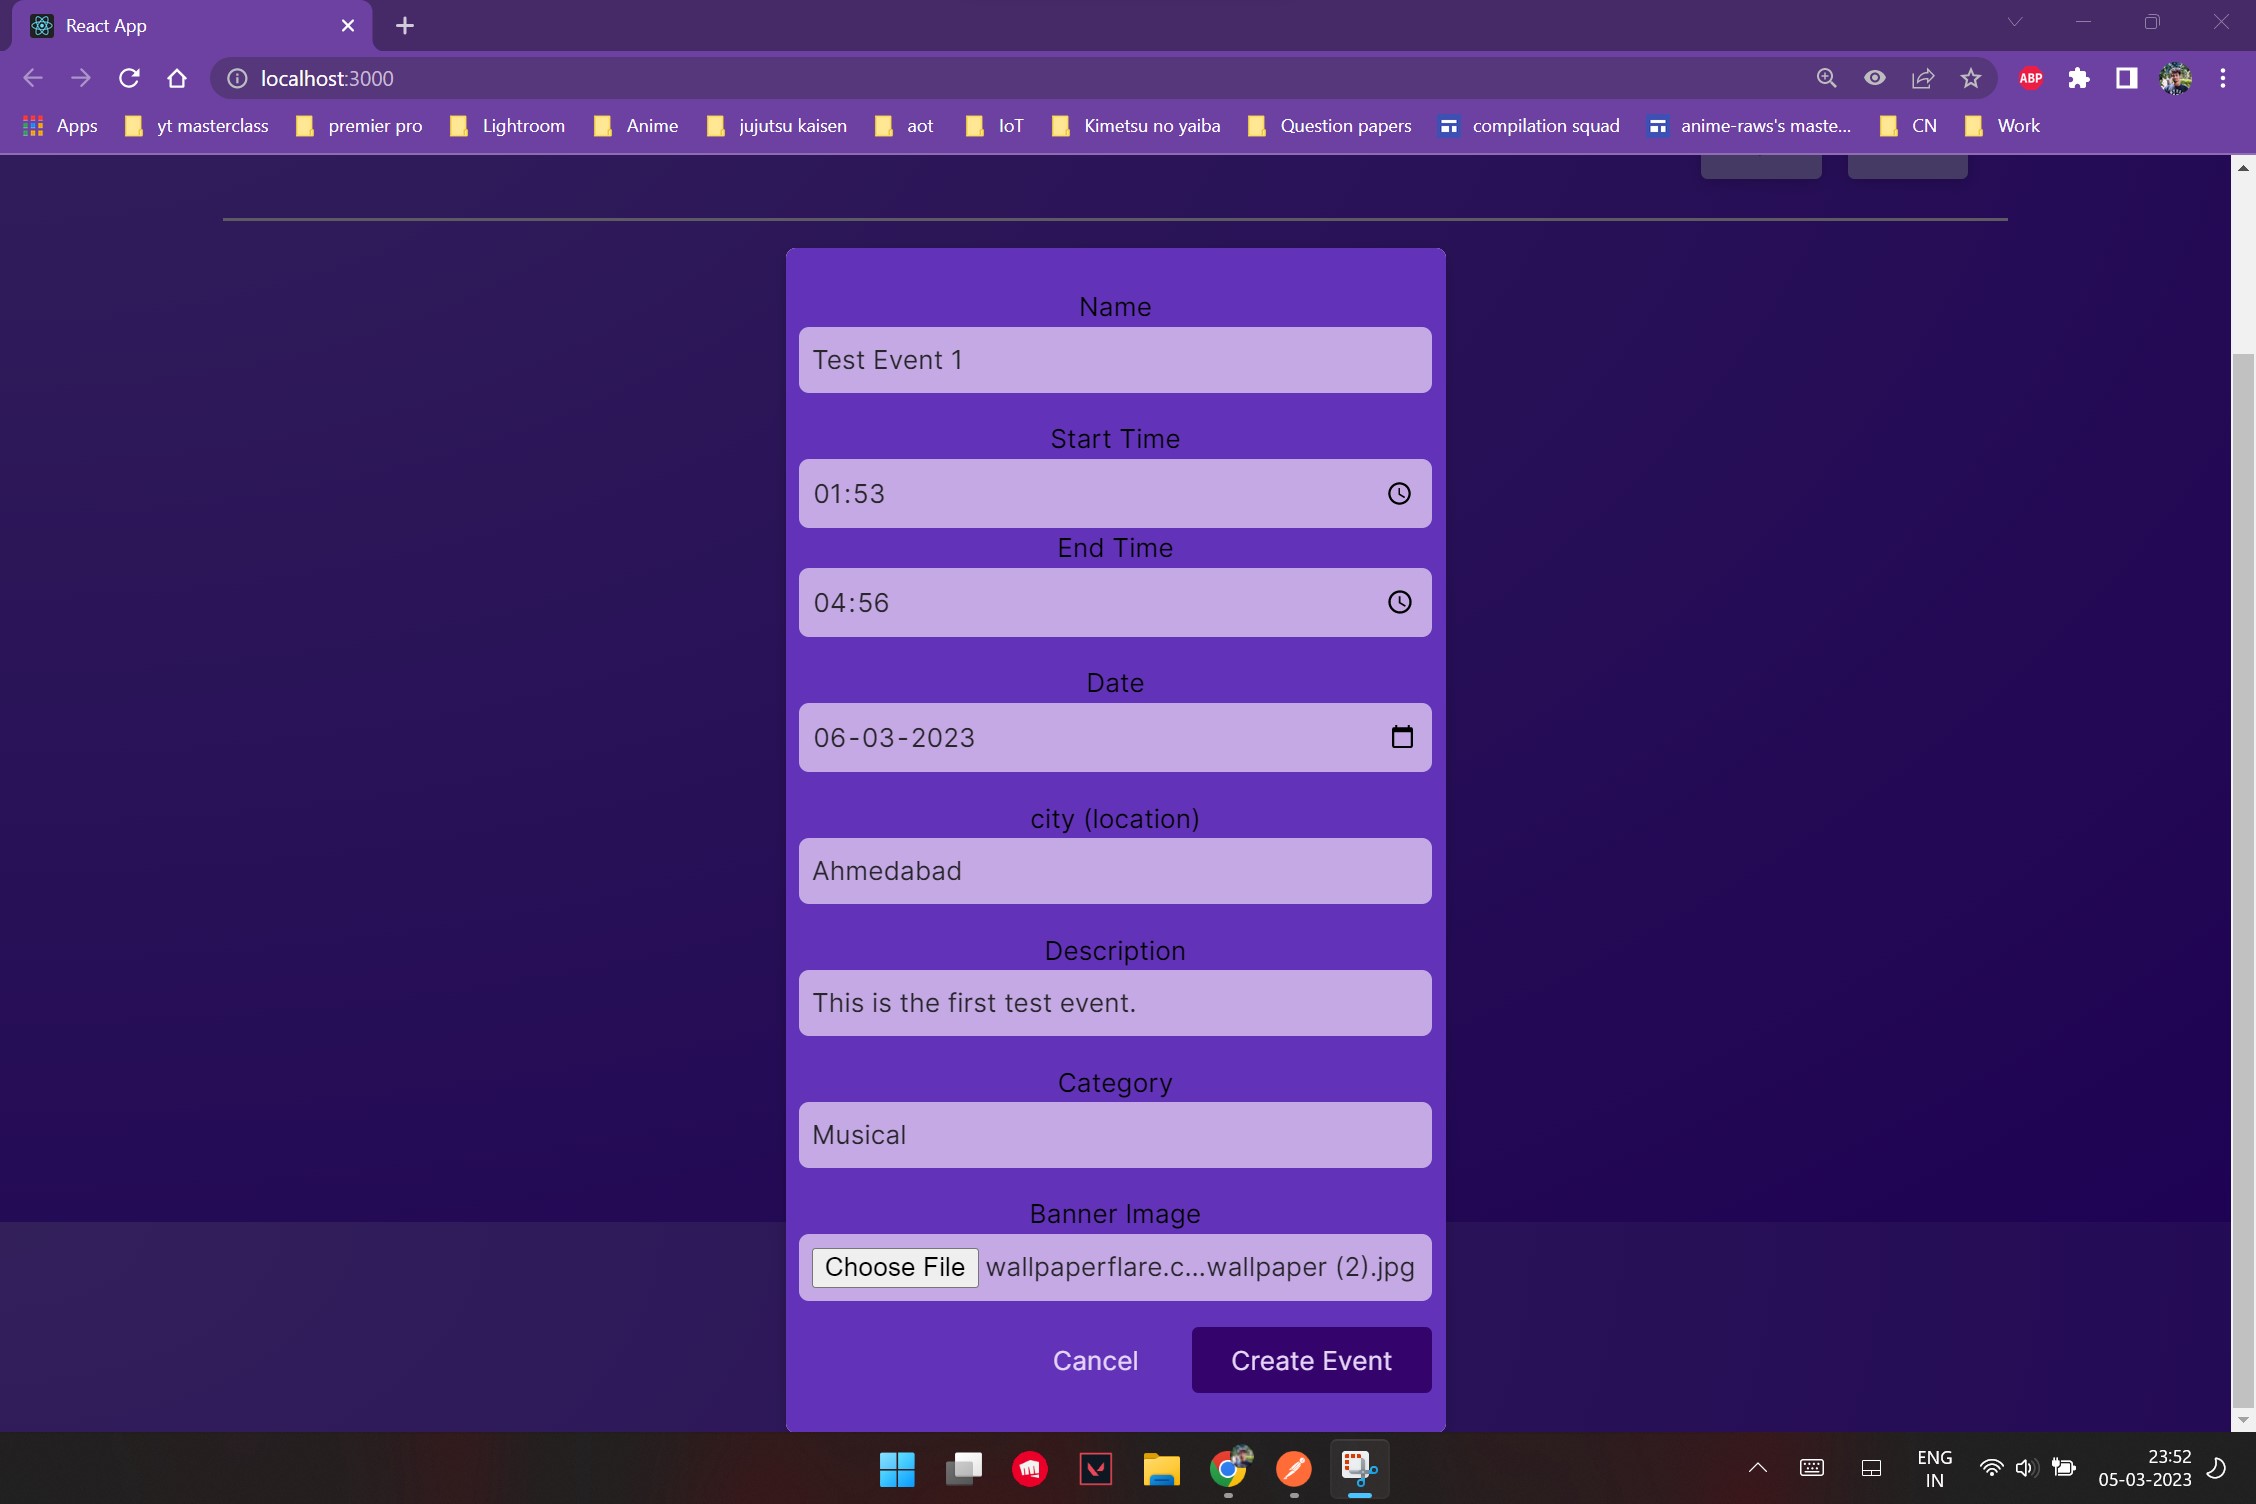 React App
localhost:3000
ABP
Apps yt masterclass premier pro Lightroom Anime jujutsu kaisen aot IoT Kimetsu no yaiba Question papers compilation squad anime-raws's maste... CN Work
Name
Test Event 1
Start Time
01:53
End Time
04:56
Date
06-03-2023
city (location)
Ahmedabad
Description
This is the first test event.
Category
Musical
Banner Image
Choose File wallpaperflare.c...wallpaper (2).jpg
Cancel Create Event
ENG 23:52
IN 05-03-2023